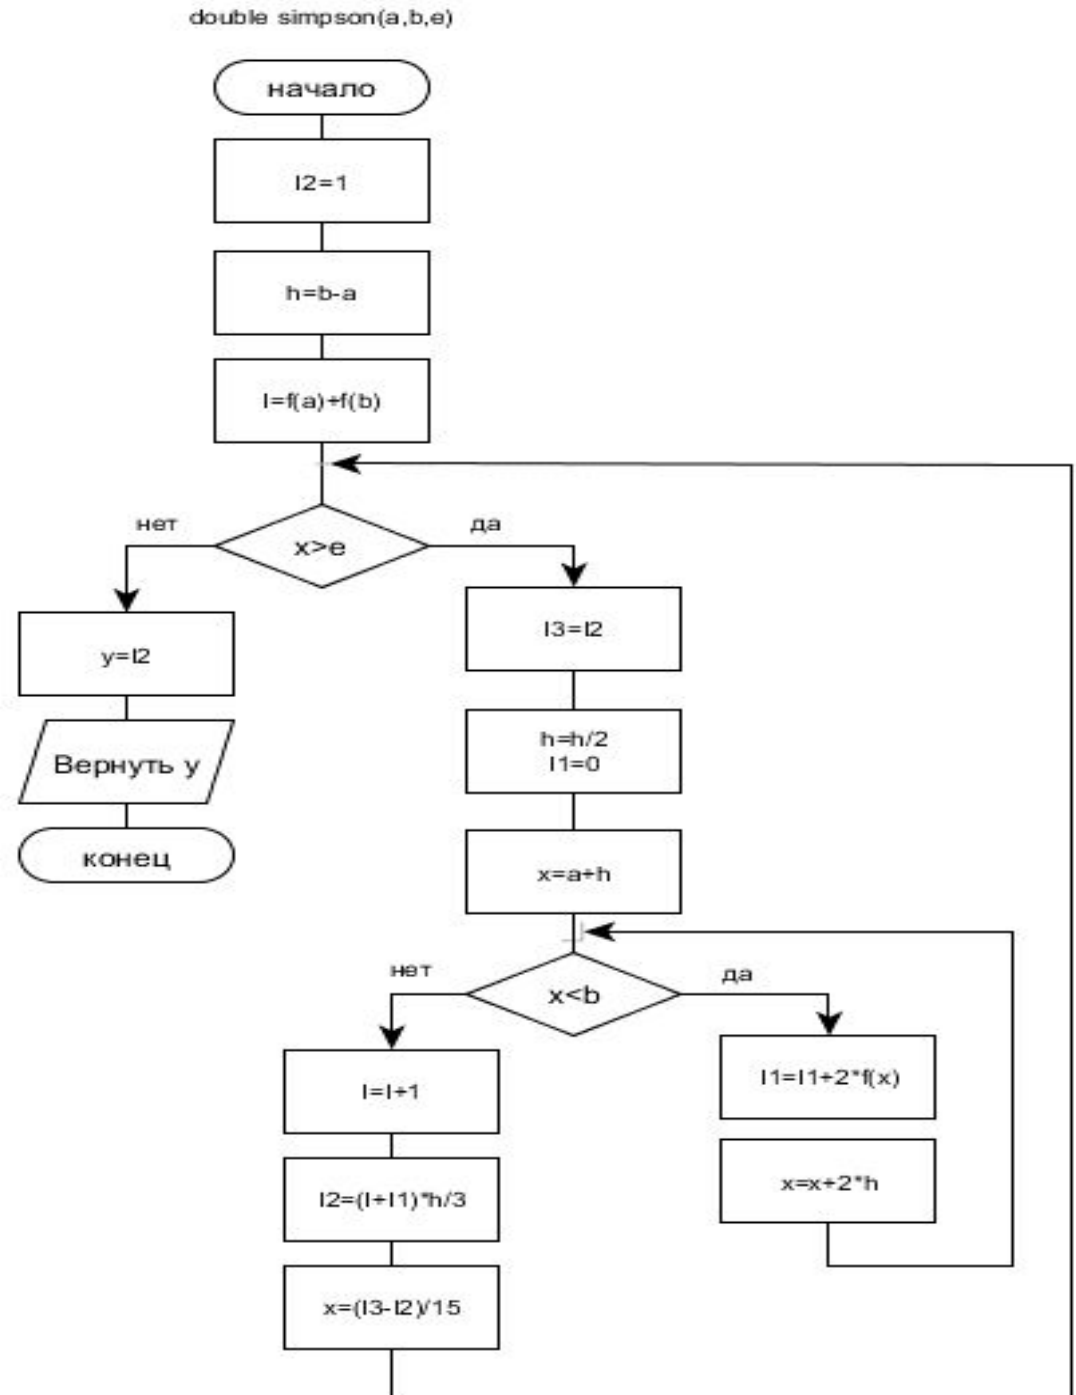 double simpson(a,b,e)
начало
I2=1
h=b-a
I=f(a)+f(b)
нет
да
x>e
y=I2
Вернуть y
конец
I3=I2
h=h/2
I1=0
x=a+h
нет
да
x<b
I=I+1
I2=(I+I1)*h/3
x=(I3-I2)/15
I1=I1+2*f(x)
x=x+2*h